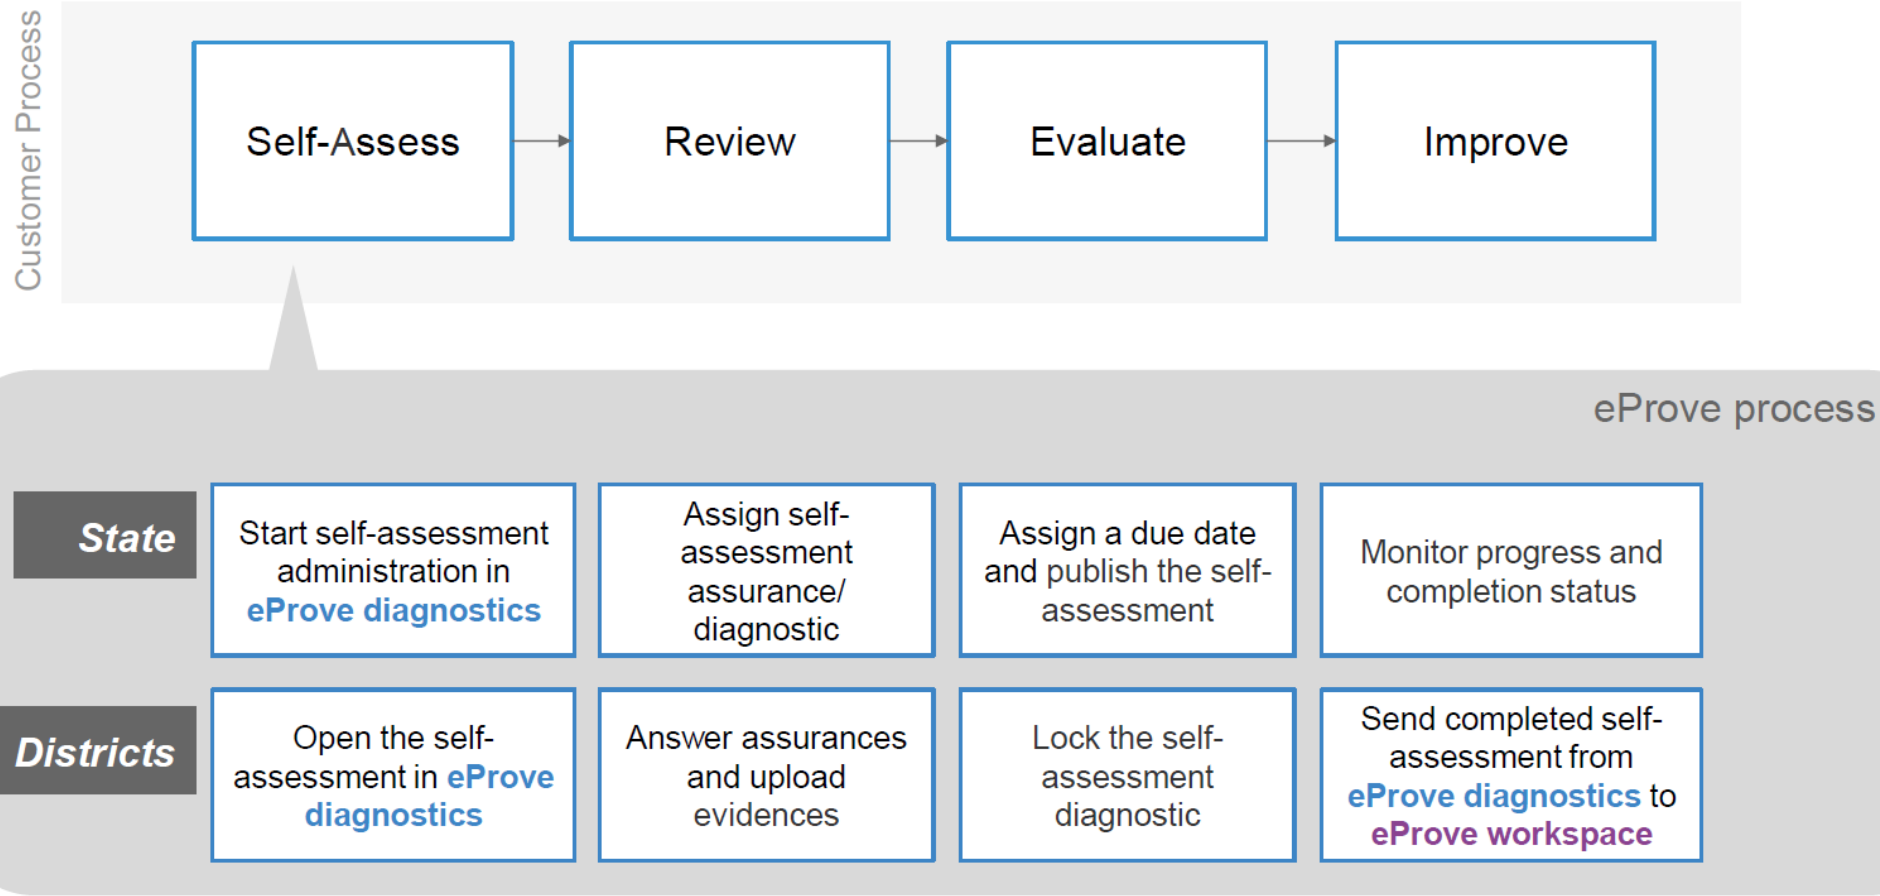 Customer Process
Self-Assess
Review
Evaluate
Improve
eProve process
State
Start self-assessment
administration in
eProve diagnostics
Assign self-
assessment
assurance/
diagnostic
Assign a due date
and publish the self-
assessment
Monitor progress and
completion status
Districts
Open the self-
assessment in eProve
diagnostics
Answer assurances
and upload
evidences
Lock the self-
assessment
diagnostic
Send completed self-
assessment from
eProve diagnostics to
eProve workspace